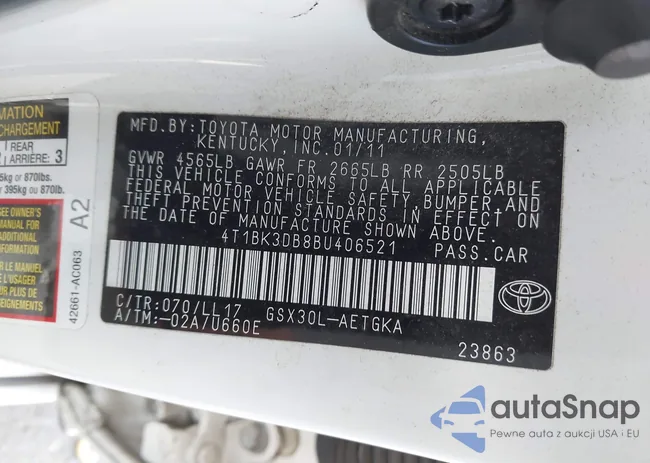 MATION
CHARGEMENT
REAR
ARRIÈRE: 3
5kg or 870lbs.
r 395kg ou 870lb.
SEE OWNER'S
MANUAL FOR
ADDITIONAL
INFORMATION
R LE MANUEL
L'USAGER
R PLUS DE
SEIGNEMENTS
42661-AC063
A2
MFD.BY:TOYOTA MOTOR MANUFACTURING,
KENTUCKY, INC. 01/11
GVWR 4565LB GAWR FR 2665LB RR 2505LB
THIS VEHICLE CONFORMS TO ALL APPLICABLE
FEDERAL MOTOR VEHICLE SAFETY, BUMPER, AND
THEFT PREVENTION STANDARDS IN EFFECT ON
THE DATE OF MANUFACTURE SHOWN ABOVE.
4T1BK3DB8BU406521 PASS.CAR
C/TR:070/LL17 GSX30L-AETGKA
A/TM:-02A/U660E
TOYOTA
23863
autaSnap
Pewne auta z aukcji USA i EU